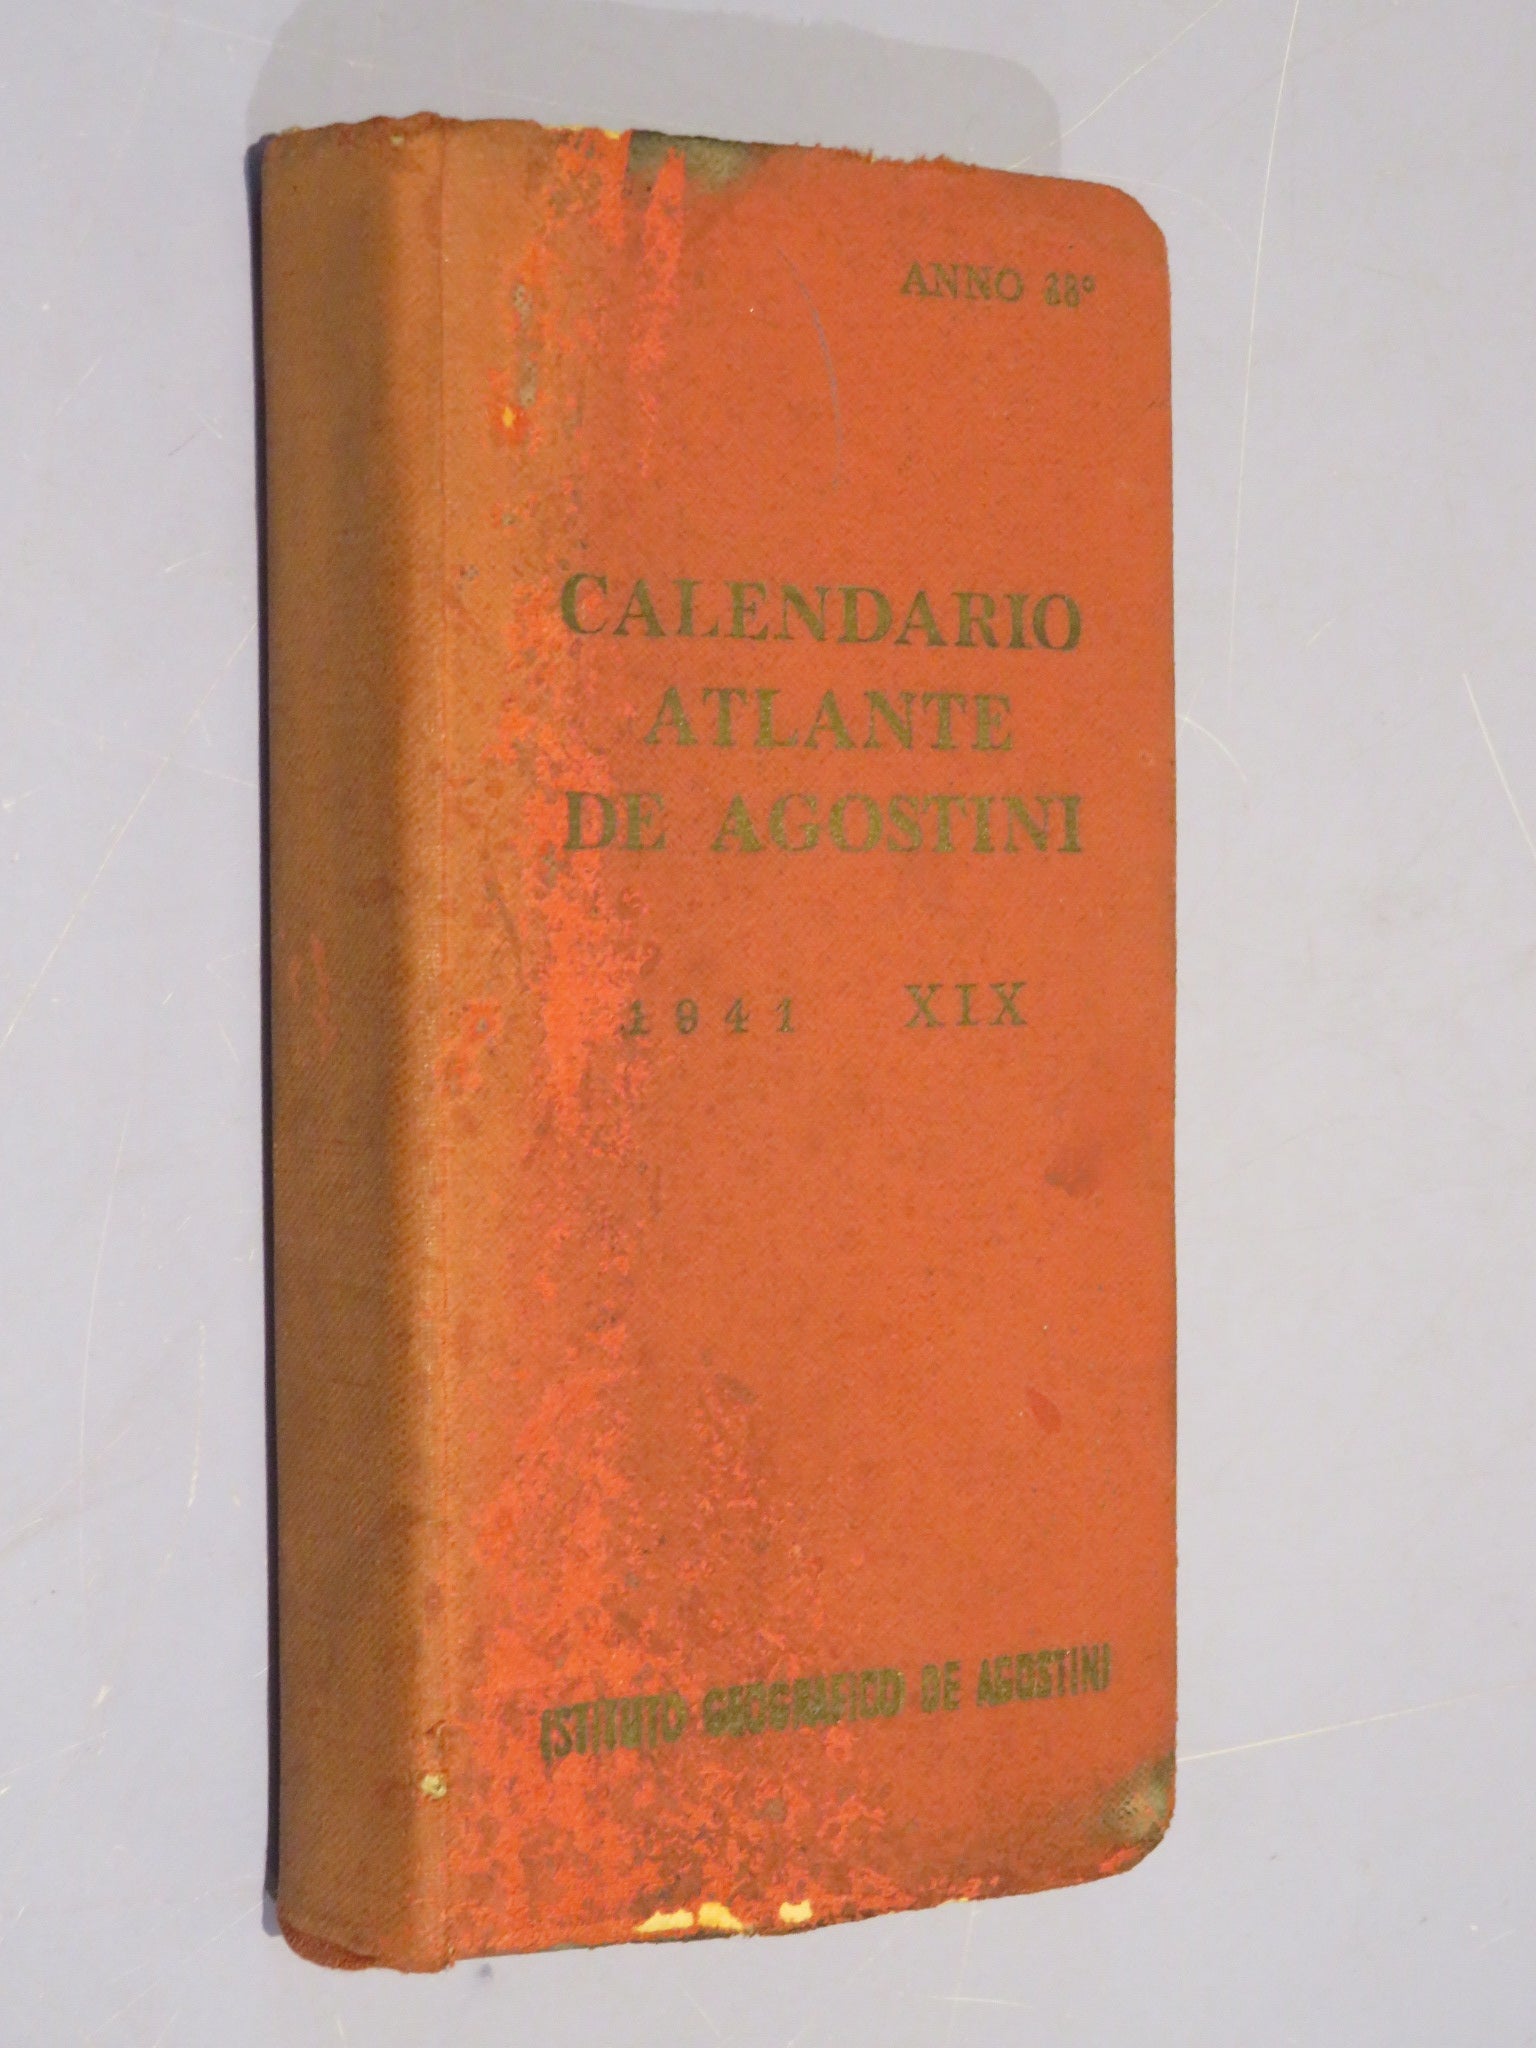 ANNO 38°
CALENDARIO
ATLANTE
DE AGOSTINI
1941 XIX
ISTITUTO GEOGRAFICO DE AGOSTINI